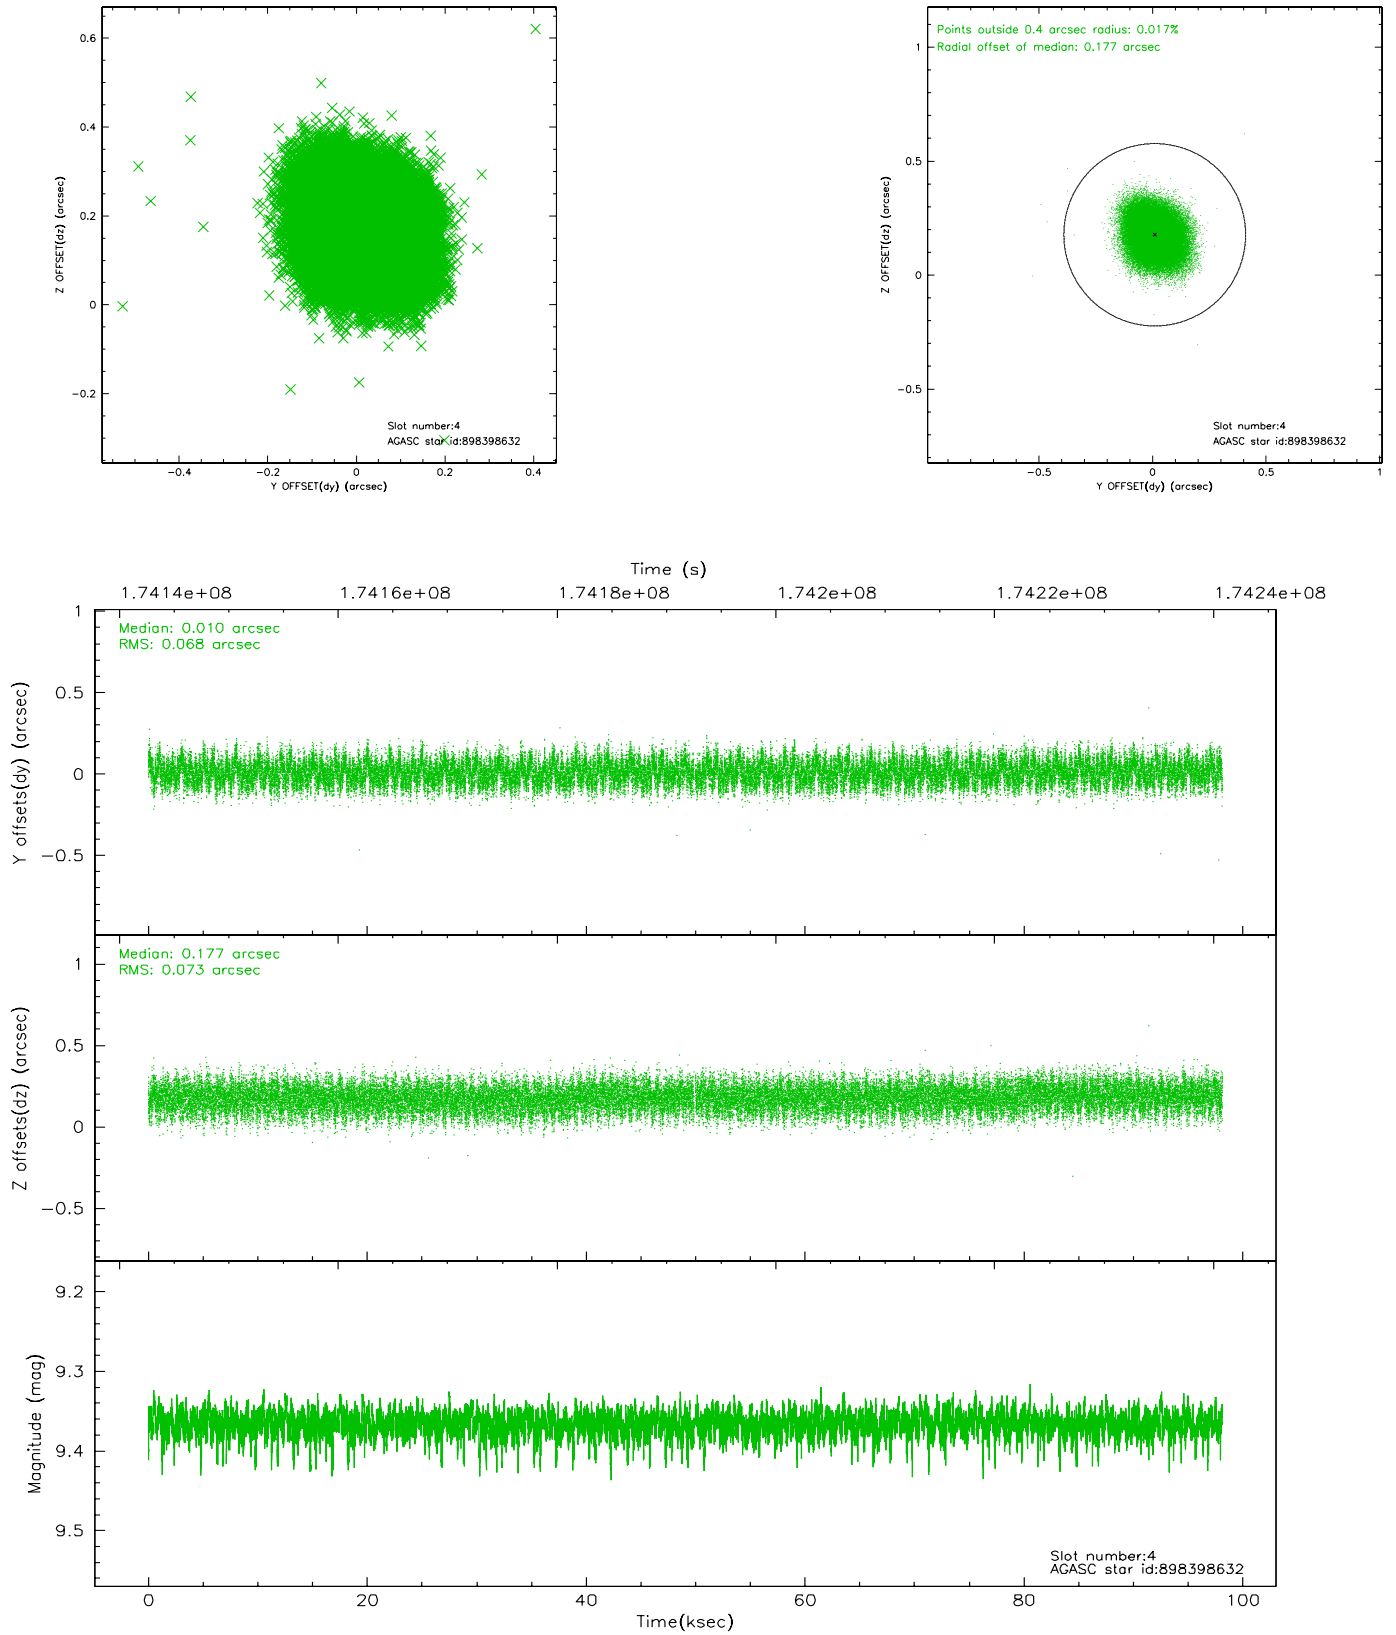 0.6
0.4
0.2
0
−0.2
−0.4
−0.2
0
0.2
0.4
Z OFFSET(dz) (arcsec)
Y OFFSET(dy) (arcsec)
Slot number:4
AGASC star id:898398632
Points outside 0.4 arcsec radius: 0.017%
Radial offset of median: 0.177 arcsec
1
0.5
0
−0.5
−0.5
0
0.5
1
Z OFFSET(dz) (arcsec)
Y OFFSET(dy) (arcsec)
Slot number:4
AGASC star id:898398632
Time (s)
1.7414e+08 1.7416e+08 1.7418e+08 1.742e+08 1.7422e+08 1.7424e+08
Median: 0.010 arcsec
RMS: 0.068 arcsec
1
0.5
0
−0.5
Y offsets(dy) (arcsec)
Median: 0.177 arcsec
RMS: 0.073 arcsec
1
0.5
0
−0.5
Z offsets(dz) (arcsec)
9.2
9.3
9.4
9.5
Magnitude (mag)
Slot number:4
AGASC star id:898398632
0 20 40 60 80 100
Time(ksec)